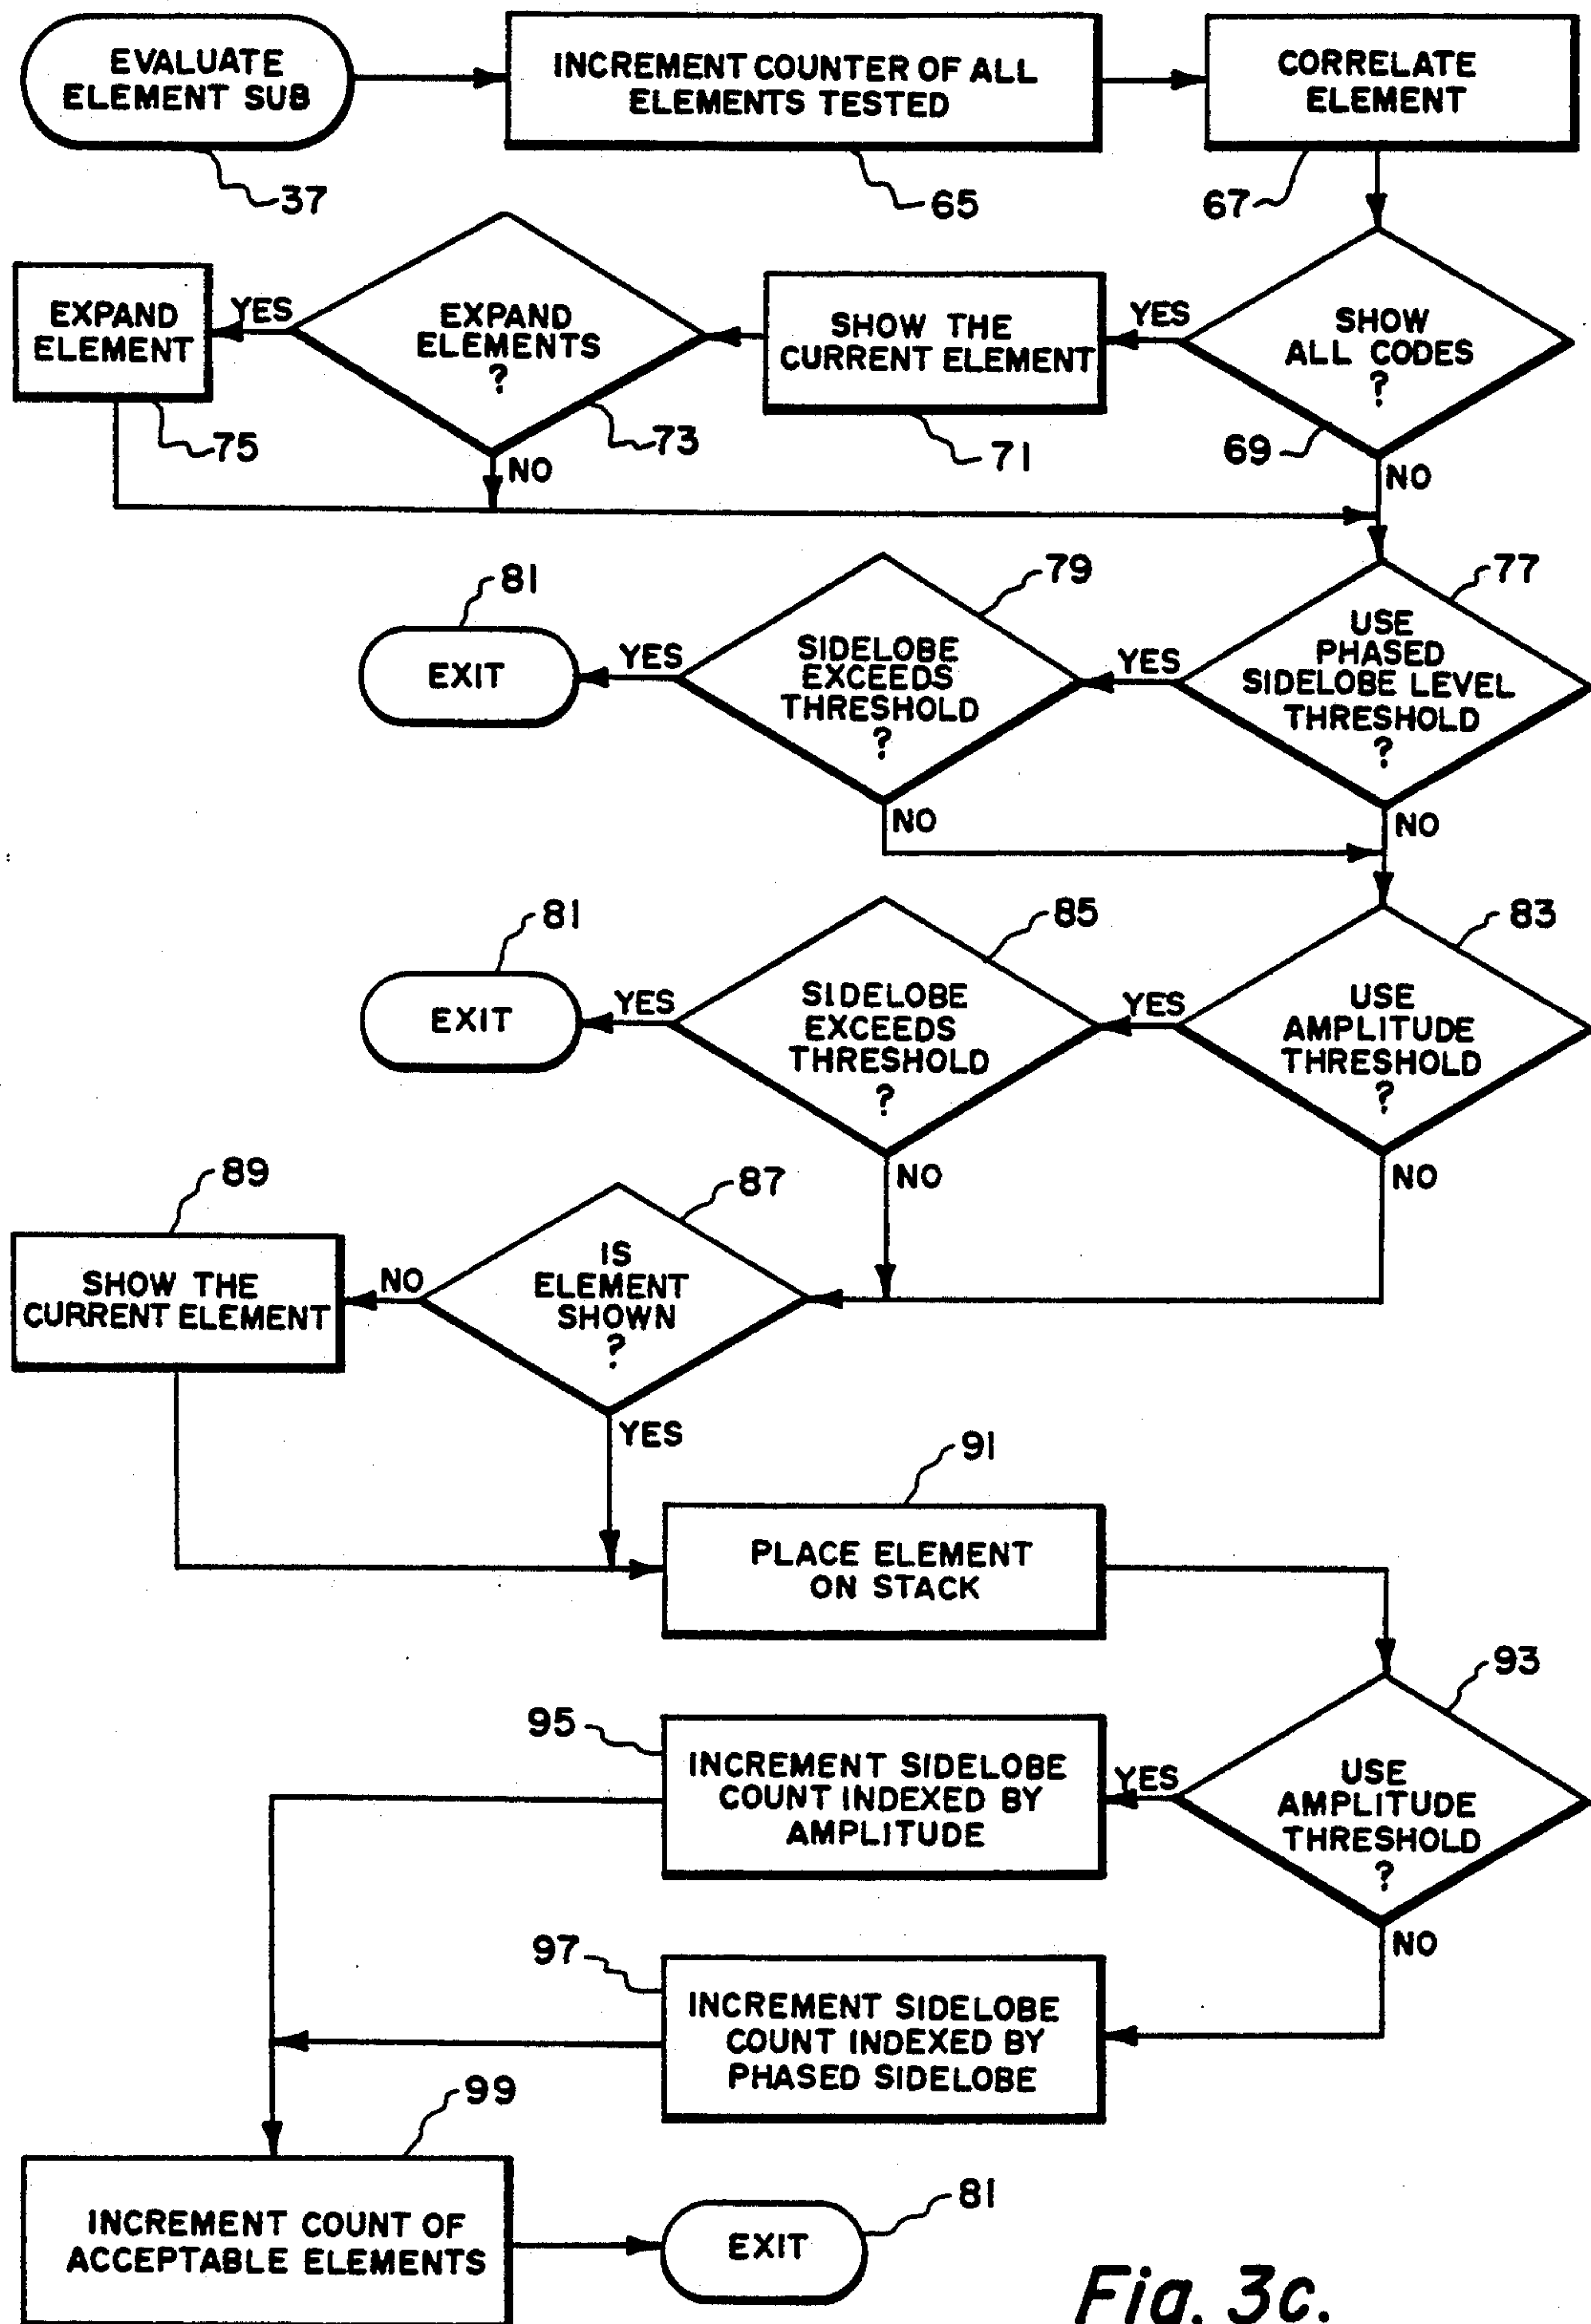 EVALUATE
ELEMENT SUB
37
INCREMENT COUNTER OF ALL
ELEMENTS TESTED
65
CORRELATE
ELEMENT
67
SHOW
ALL CODES
?
69
YES
NO
SHOW THE
CURRENT ELEMENT
71
EXPAND
ELEMENTS
?
73
YES
NO
EXPAND
ELEMENT
75
USE
PHASED
SIDELOBE LEVEL
THRESHOLD
?
77
YES
NO
SIDELOBE
EXCEEDS
THRESHOLD
?
79
YES
NO
EXIT
81
USE
AMPLITUDE
THRESHOLD
?
83
YES
NO
SIDELOBE
EXCEEDS
THRESHOLD
?
85
YES
NO
EXIT
81
IS
ELEMENT
SHOWN
?
87
NO
YES
SHOW THE
CURRENT ELEMENT
89
PLACE ELEMENT
ON STACK
91
USE
AMPLITUDE
THRESHOLD
?
93
YES
NO
INCREMENT SIDELOBE
COUNT INDEXED BY
AMPLITUDE
95
INCREMENT SIDELOBE
COUNT INDEXED BY
PHASED SIDELOBE
97
INCREMENT COUNT OF
ACCEPTABLE ELEMENTS
99
EXIT
81
Fig. 3c.